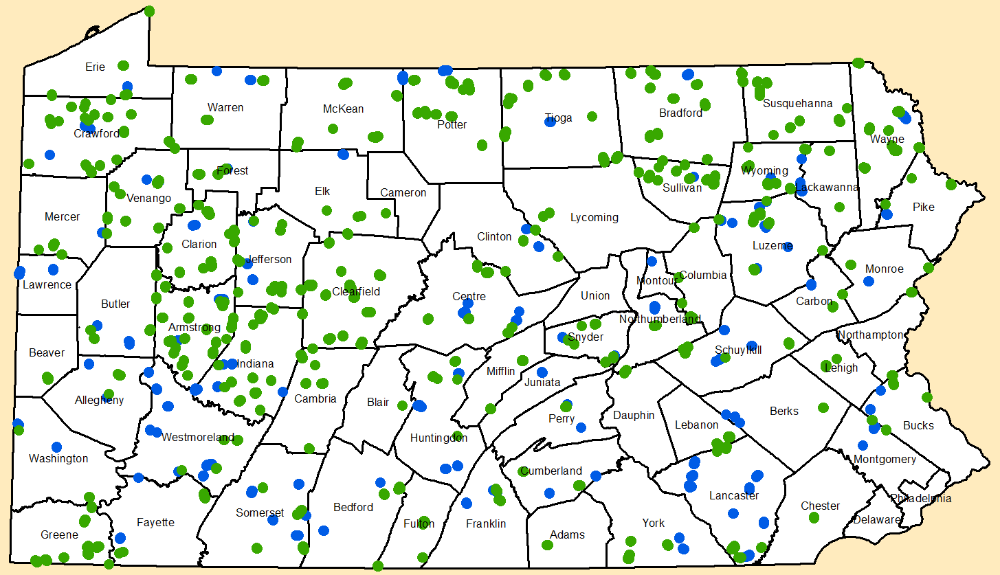 Erie
Warren
McKean
Potter
Tioga
Bradford
Susquehanna
Wayne
Crawford
Forest
Wyoming
Lackawanna
Sullivan
Elk
Cameron
Venango
Mercer
Lycoming
Pike
Clinton
Clarion
Luzerne
Jefferson
Monroe
Lawrence
Montour
Columbia
Clearfield
Centre
Union
Butler
Carbon
Northumberland
Armstrong
Snyder
Northampton
Beaver
Schuylkill
Indiana
Lehigh
Mifflin
Juniata
Allegheny
Cambria
Blair
Berks
Perry
Dauphin
Lebanon
Bucks
Westmoreland
Huntingdon
Washington
Montgomery
Cumberland
Lancaster
Philadelphia
Bedford
Chester
Somerset
Fayette
Fulton
Franklin
York
Delaware
Greene
Adams